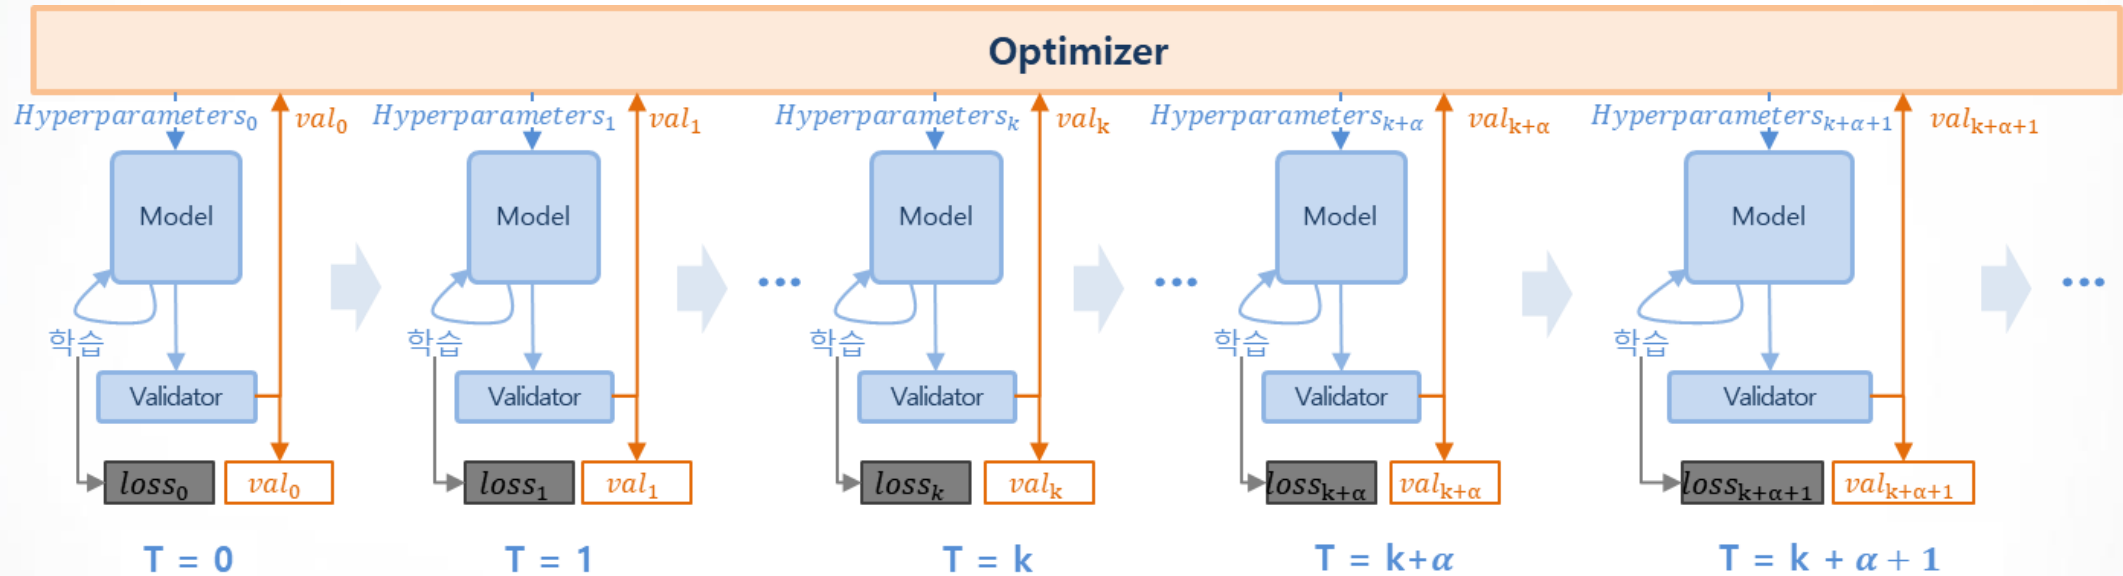 Optimizer
Hyperparameters₀ val₀ Hyperparameters₁ val₁ Hyperparametersₖ valₖ Hyperparametersₖ₊α valₖ₊α Hyperparametersₖ₊α₊₁ valₖ₊α₊₁
Model Model Model Model Model
... ... ...
학습 학습 학습 학습 학습
Validator Validator Validator Validator Validator
loss₀ val₀ loss₁ val₁ lossₖ valₖ lossₖ₊α valₖ₊α lossₖ₊α₊₁ valₖ₊α₊₁
T = 0 T = 1 T = k T = k+α T = k + α + 1